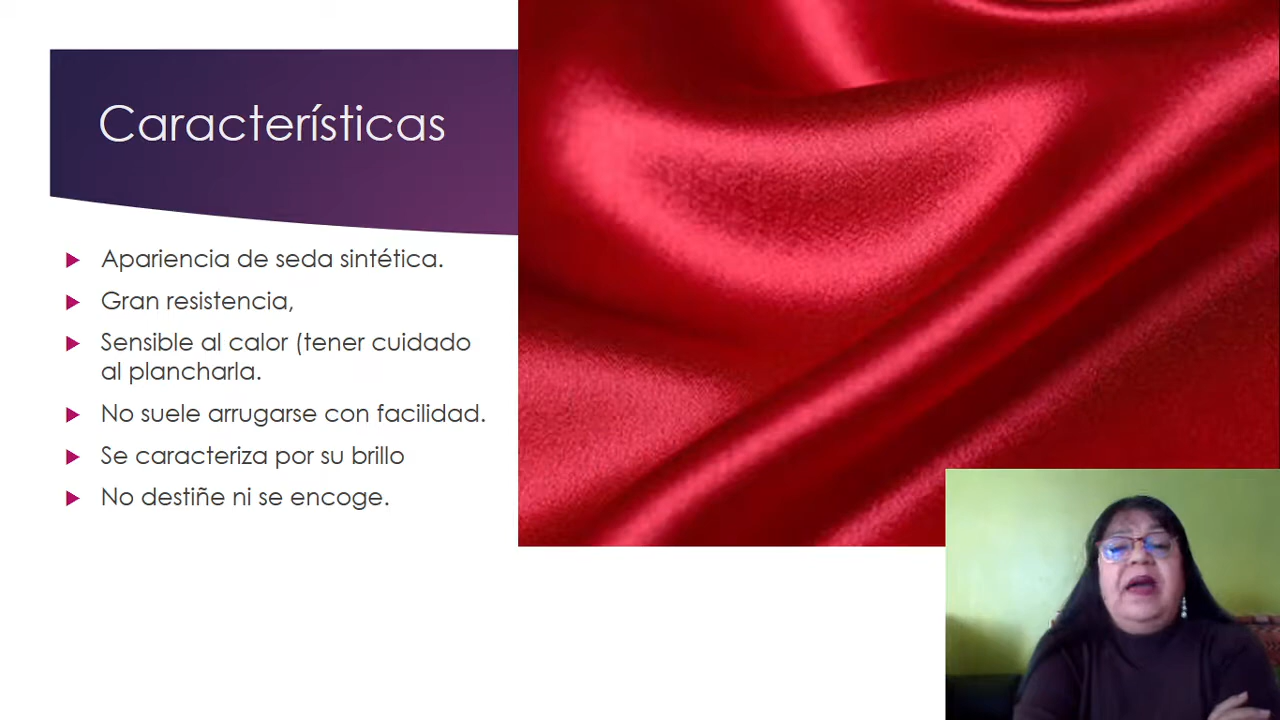 Características
Apariencia de seda sintética.
Gran resistencia,
Sensible al calor (tener cuidado
al plancharla.
No suele arrugarse con facilidad.
Se caracteriza por su brillo
No destiñe ni se encoge.